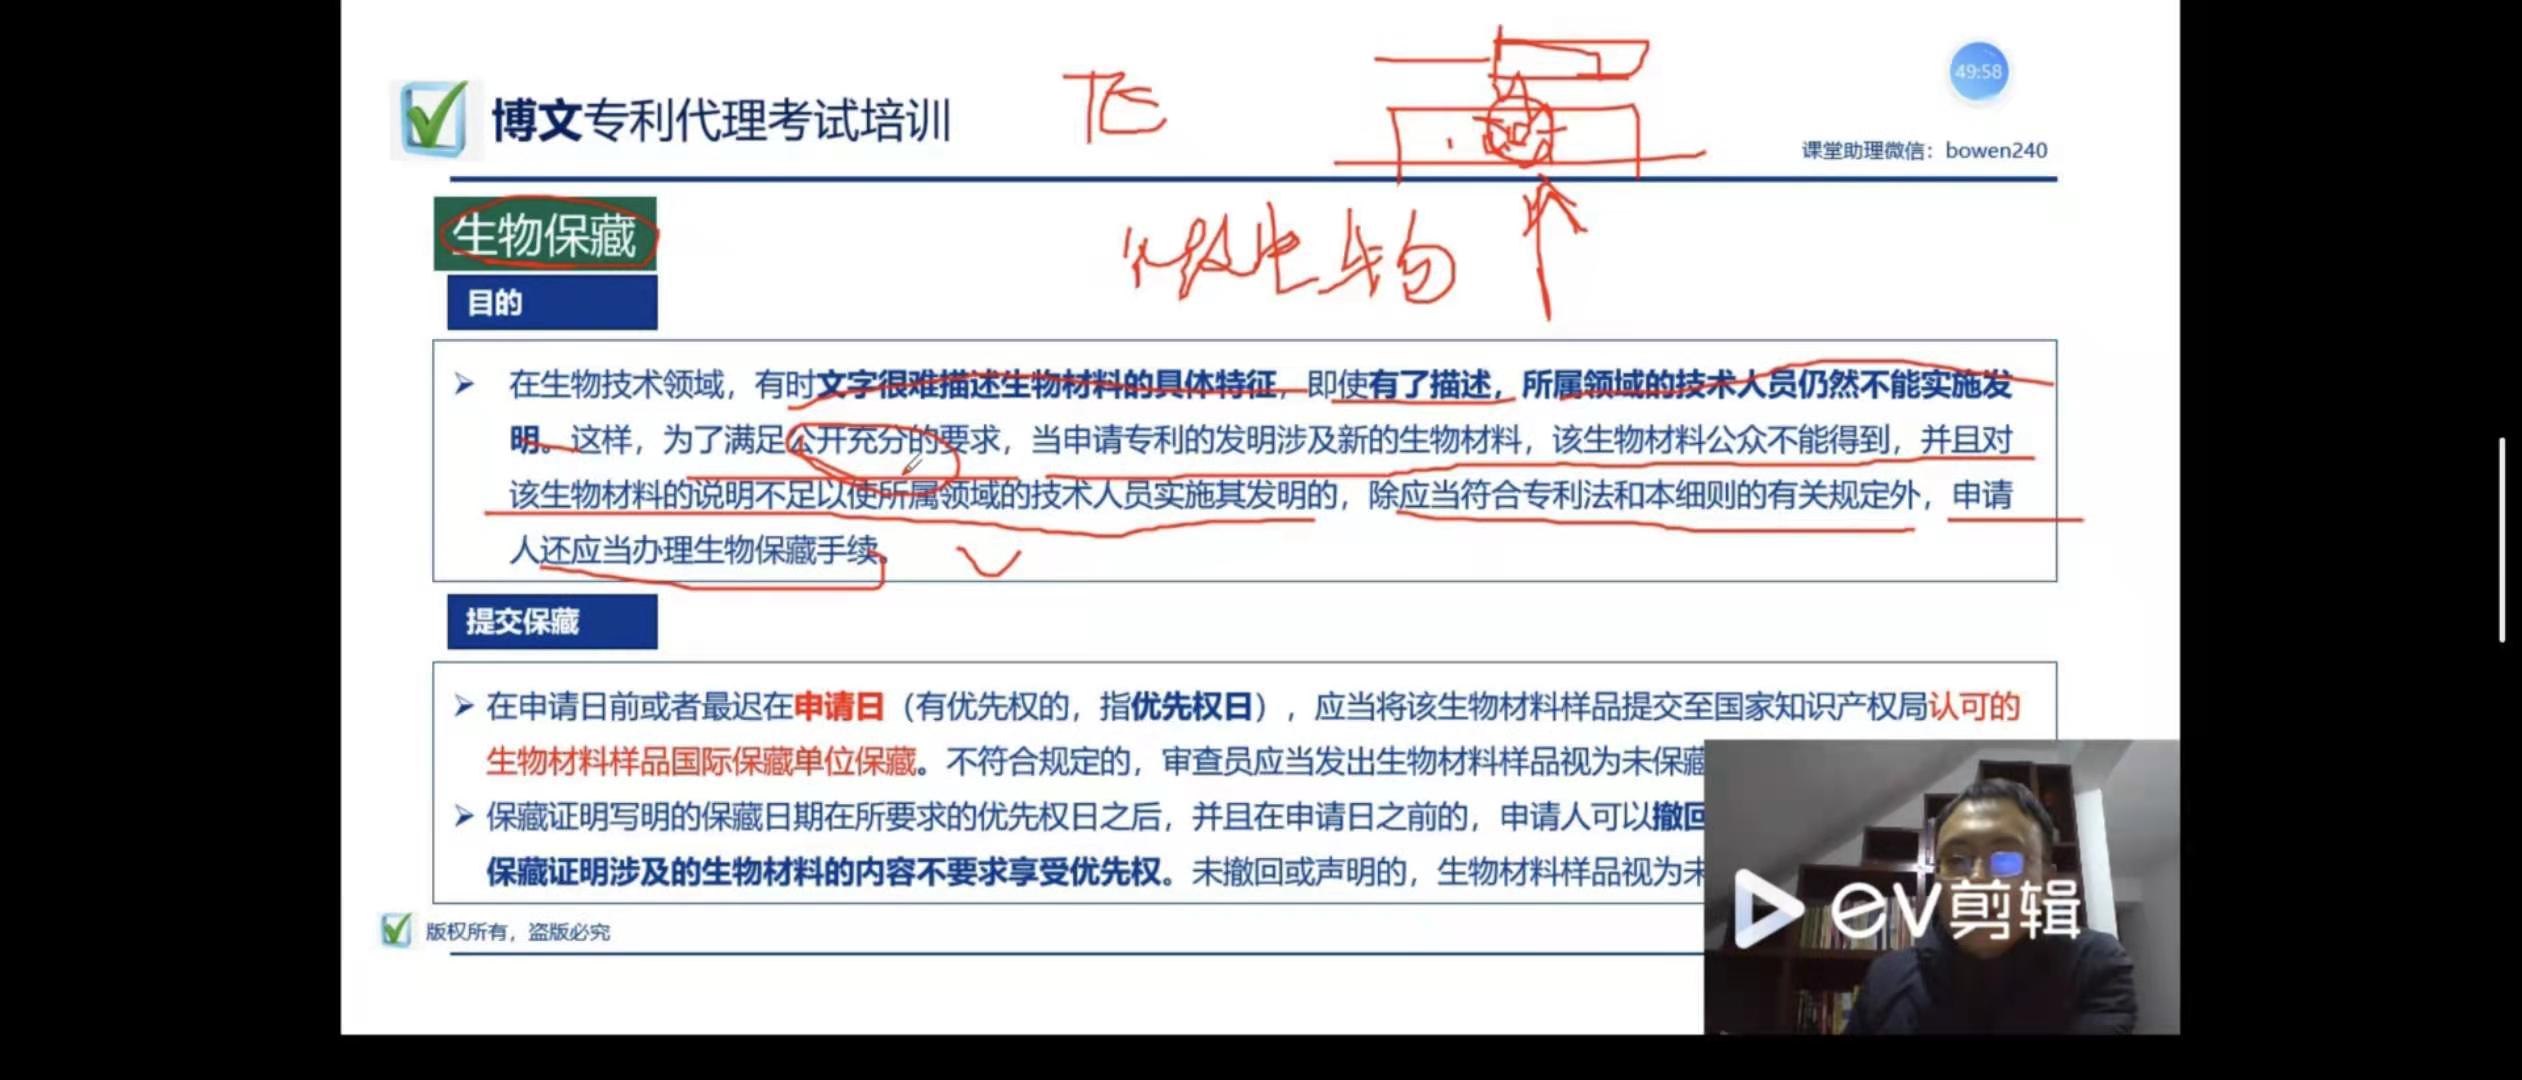 博文专利代理考试培训
49:58
课堂助理微信：bowen240
生物保藏
微生物
目的
在生物技术领域，有时文字很难描述生物材料的具体特征，即使有了描述，所属领域的技术人员仍然不能实施发
明。这样，为了满足公开充分的要求，当申请专利的发明涉及新的生物材料，该生物材料公众不能得到，并且对
该生物材料的说明不足以使所属领域的技术人员实施其发明的，除应当符合专利法和本细则的有关规定外，申请
人还应当办理生物保藏手续。
提交保藏
在申请日前或者最迟在申请日（有优先权的，指优先权日），应当将该生物材料样品提交至国家知识产权局认可的
生物材料样品国际保藏单位保藏。不符合规定的，审查员应当发出生物材料样品视为未保藏
保藏证明写明的保藏日期在所要求的优先权日之后，并且在申请日之前的，申请人可以撤回
保藏证明涉及的生物材料的内容不要求享受优先权。未撤回或声明的，生物材料样品视为未
版权所有，盗版必究
eV剪辑